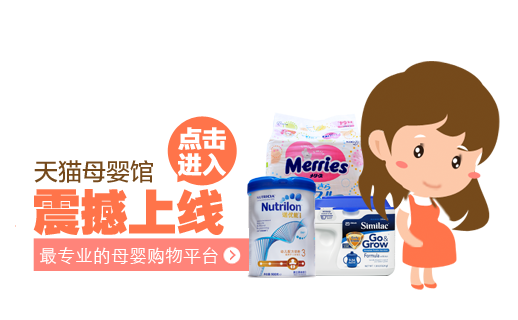 点击
进入
天猫母婴馆
震撼上线
最专业的母婴购物平台
Merries
Nutrilon
3
Similac
Go &
Grow